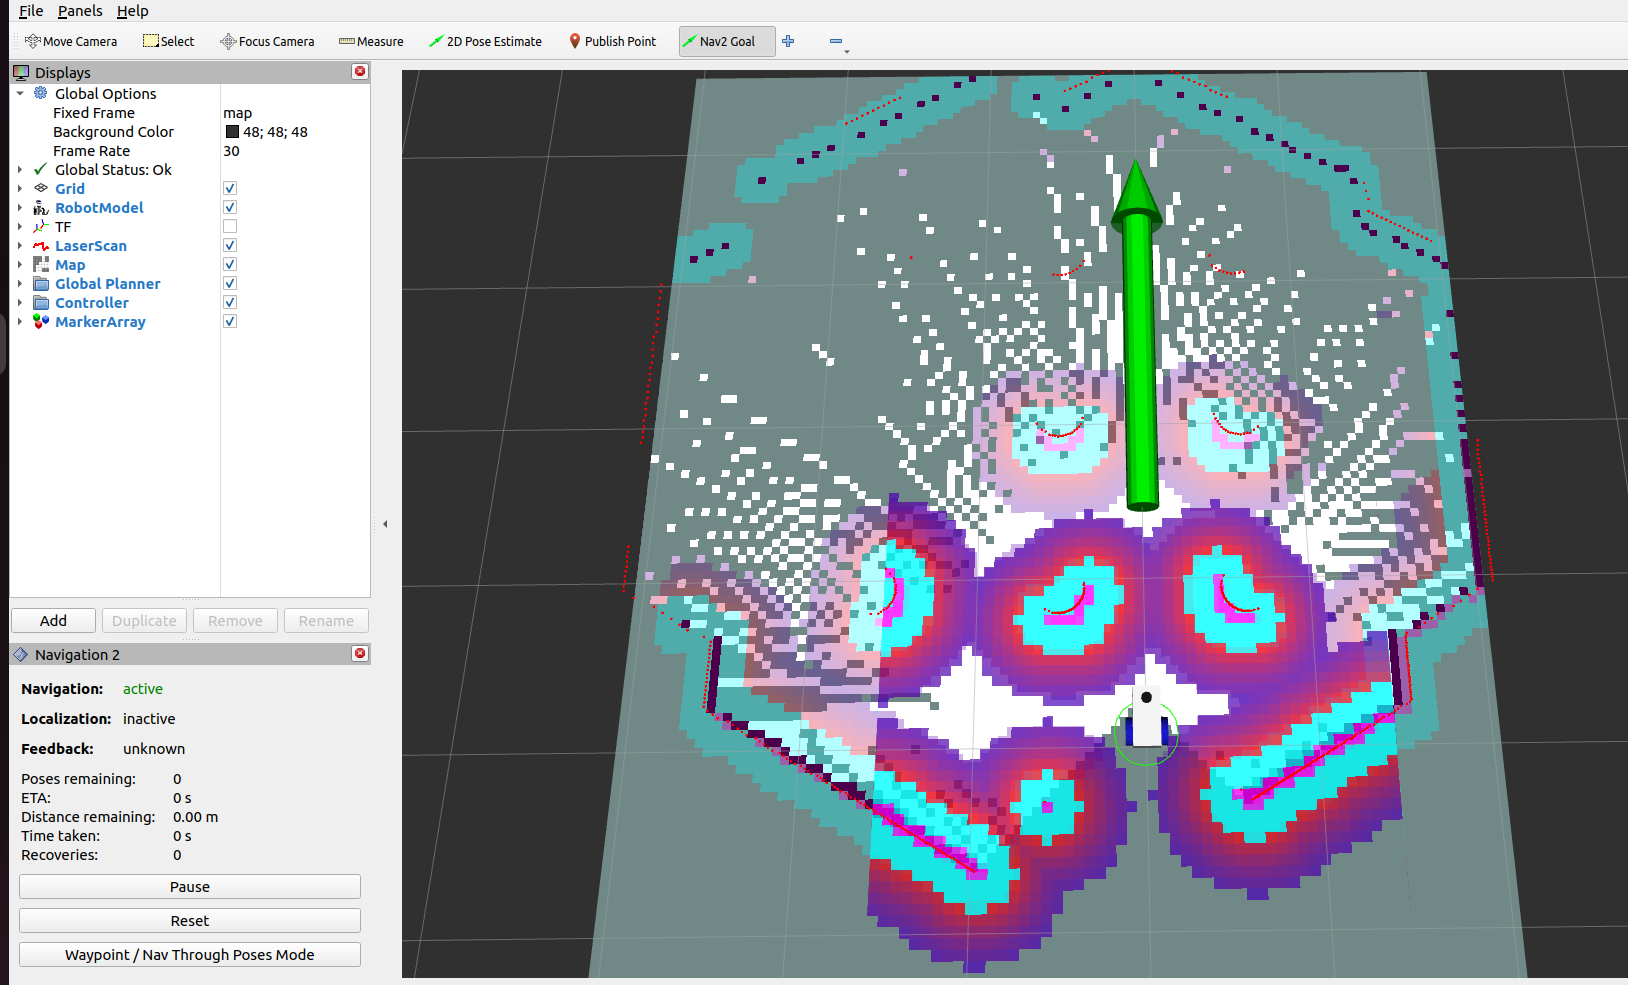 File Panels Help
Move Camera Select Focus Camera Measure 2D Pose Estimate Publish Point Nav2 Goal
Displays
Global Options
Fixed Frame map
Background Color 48; 48; 48
Frame Rate 30
Global Status: Ok
Grid
RobotModel
TF
LaserScan
Map
Global Planner
Controller
MarkerArray
Add Duplicate Remove Rename
Navigation 2
Navigation: active
Localization: inactive
Feedback: unknown
Poses remaining: 0
ETA: 0 s
Distance remaining: 0.00 m
Time taken: 0 s
Recoveries: 0
Pause
Reset
Waypoint / Nav Through Poses Mode